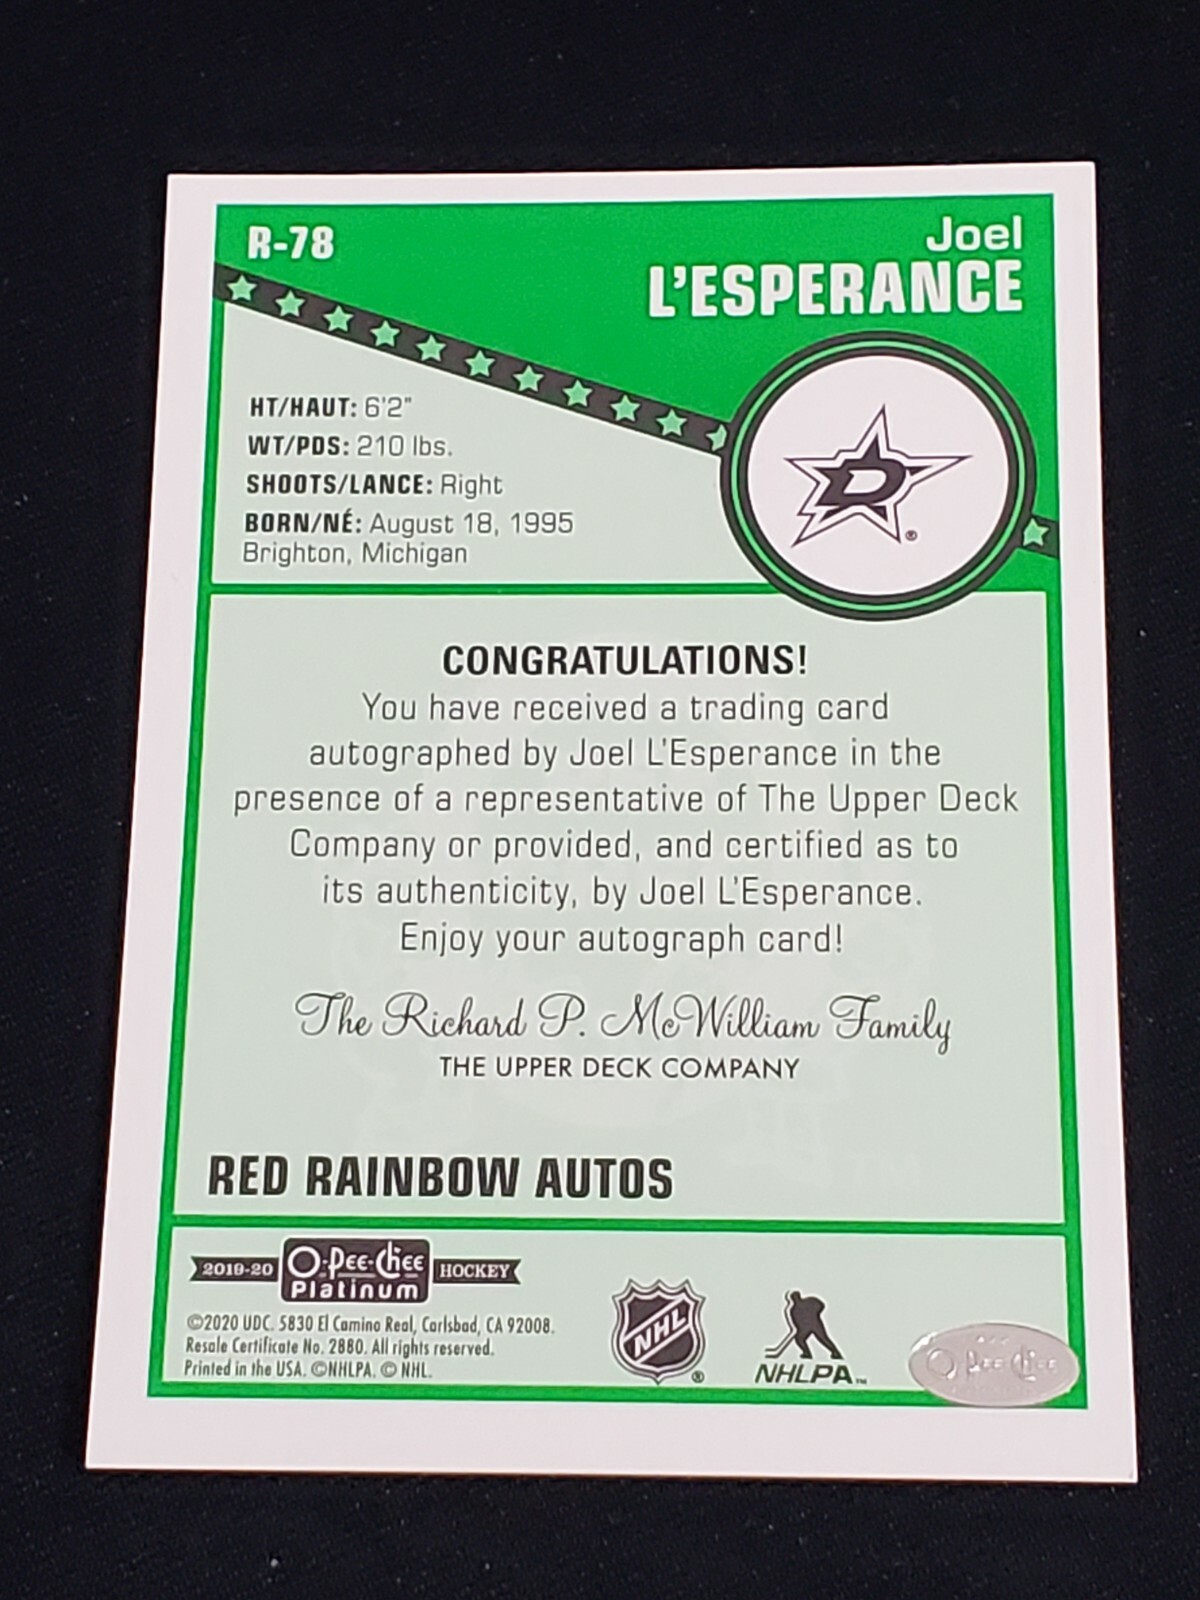 R-78
Joel
L'ESPERANCE
HT/HAUT: 6'2"
WT/PDS: 210 lbs.
SHOOTS/LANCE: Right
BORN/NÉ: August 18, 1995
Brighton, Michigan
D
®
CONGRATULATIONS!
You have received a trading card
autographed by Joel L'Esperance in the
presence of a representative of The Upper Deck
Company or provided, and certified as to
its authenticity, by Joel L'Esperance.
Enjoy your autograph card!
The Richard P. McWilliam Family
THE UPPER DECK COMPANY
RED RAINBOW AUTOS
2019-20 O-Pee-Chee HOCKEY
Platinum
©2020 UDC. 5830 El Camino Real, Carlsbad, CA 92008.
Resale Certificate No. 2880. All rights reserved.
Printed in the USA. ©NHLPA. © NHL.
NHL
®
NHLPA™
O-Pee-Chee